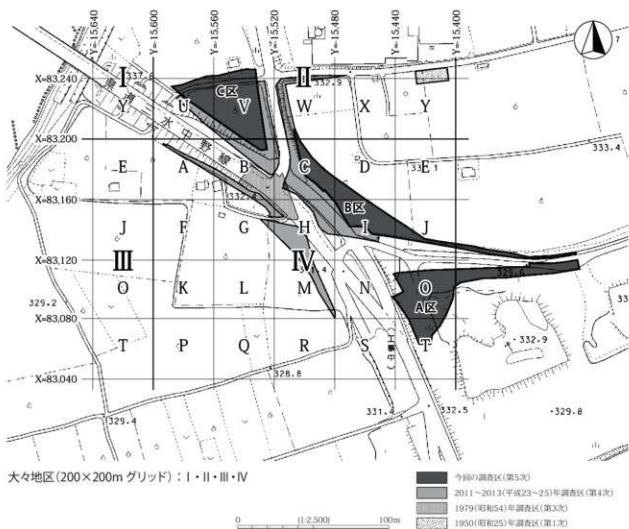 Y=-15.640
Y=-15.600
Y=-15.560
Y=-15.520
Y=-15.480
Y=-15.440
Y=-15.400
X=83.240
X=83.200
X=83.160
X=83.120
X=83.080
X=83.040
I II
III IV
Y U V W X Y
E A B C D E
J F G H I J
O K L M N O
T P Q R S T
C区
B区
A区
水中野線
332.9
333.4
329.2
328.8
329.4
331.4
332.5
332.9
329.8
大々地区(200×200m グリッド):I・II・III・IV
今回の調査区(第5次)
2011~2013(平成23~25)年調査区(第4次)
1979(昭和54)年調査区(第3次)
1950(昭和25)年調査区(第1次)
0 (1:2,500) 100m